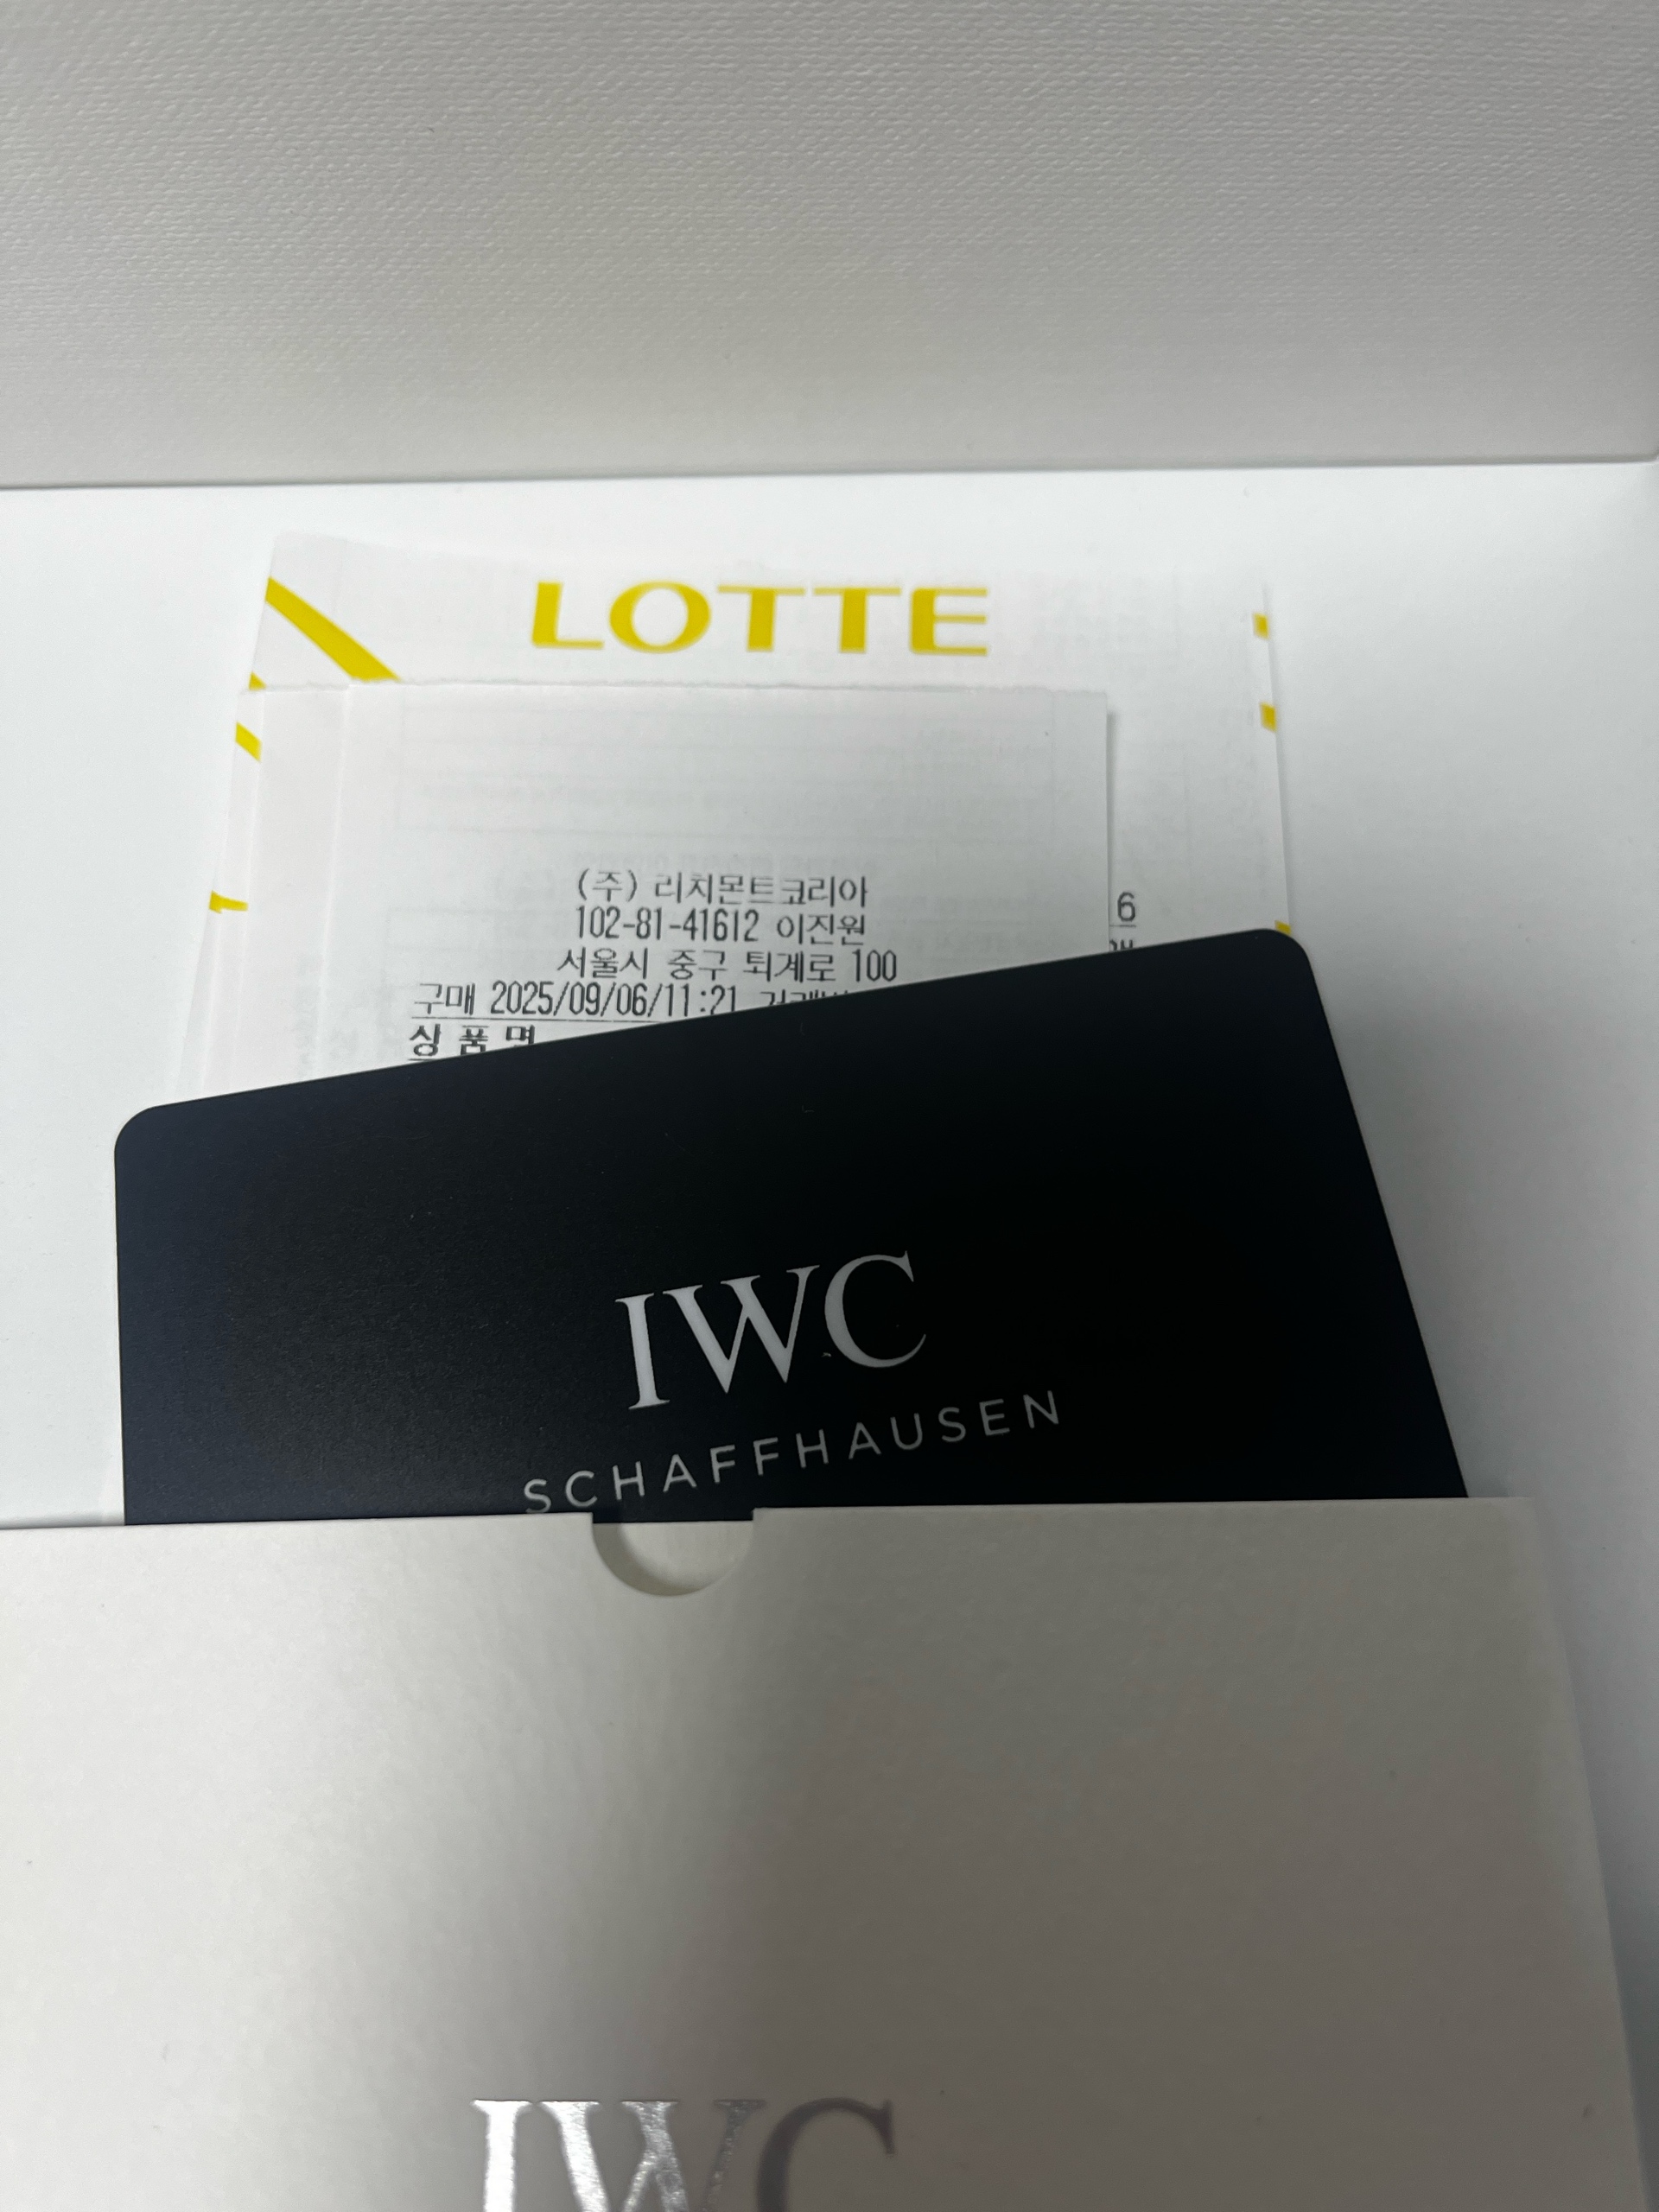 LOTTE
(주) 리치몬트코리아
6
102-81-41612 이진원
서울시 중구 퇴계로 100
구매 2025/09/06/11:21
상 품 명
IWC
SCHAFFHAUSEN
IWC